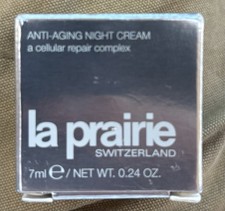 ANTI-AGING NIGHT CREAM
a cellular repair complex
la prairie
SWITZERLAND
7ml ℮ / NET WT. 0.24 OZ.